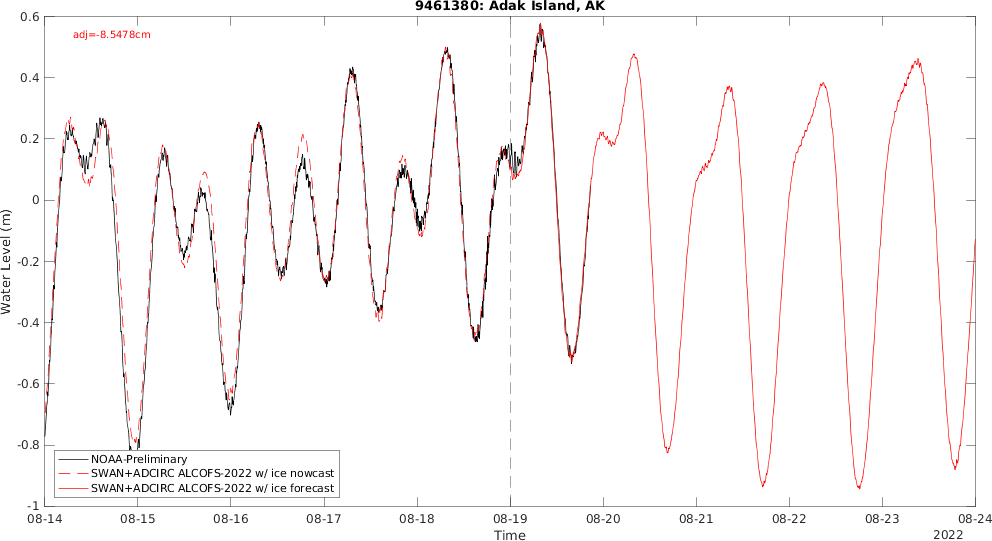 9461380: Adak Island, AK
adj=-8.5478cm
Water Level (m)
0.6
0.4
0.2
0
-0.2
-0.4
-0.6
-0.8
-1
NOAA-Preliminary
SWAN+ADCIRC ALCOFS-2022 w/ ice nowcast
SWAN+ADCIRC ALCOFS-2022 w/ ice forecast
08-14 08-15 08-16 08-17 08-18 08-19 08-20 08-21 08-22 08-23 08-24
Time
2022